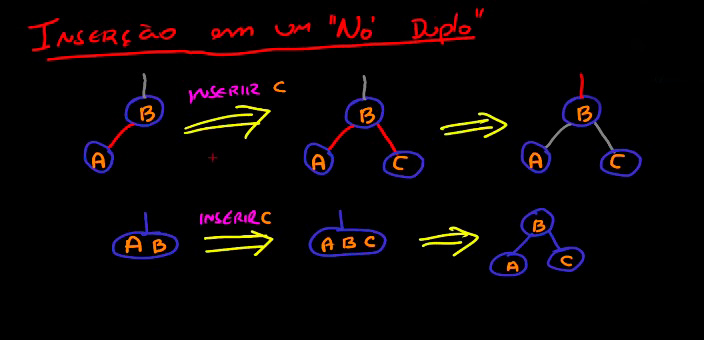 INSERÇÃO em um "NÓ DUPLO"
INSERIR C
B B B
A A C A C
INSERIR C
A B A B C B
A C